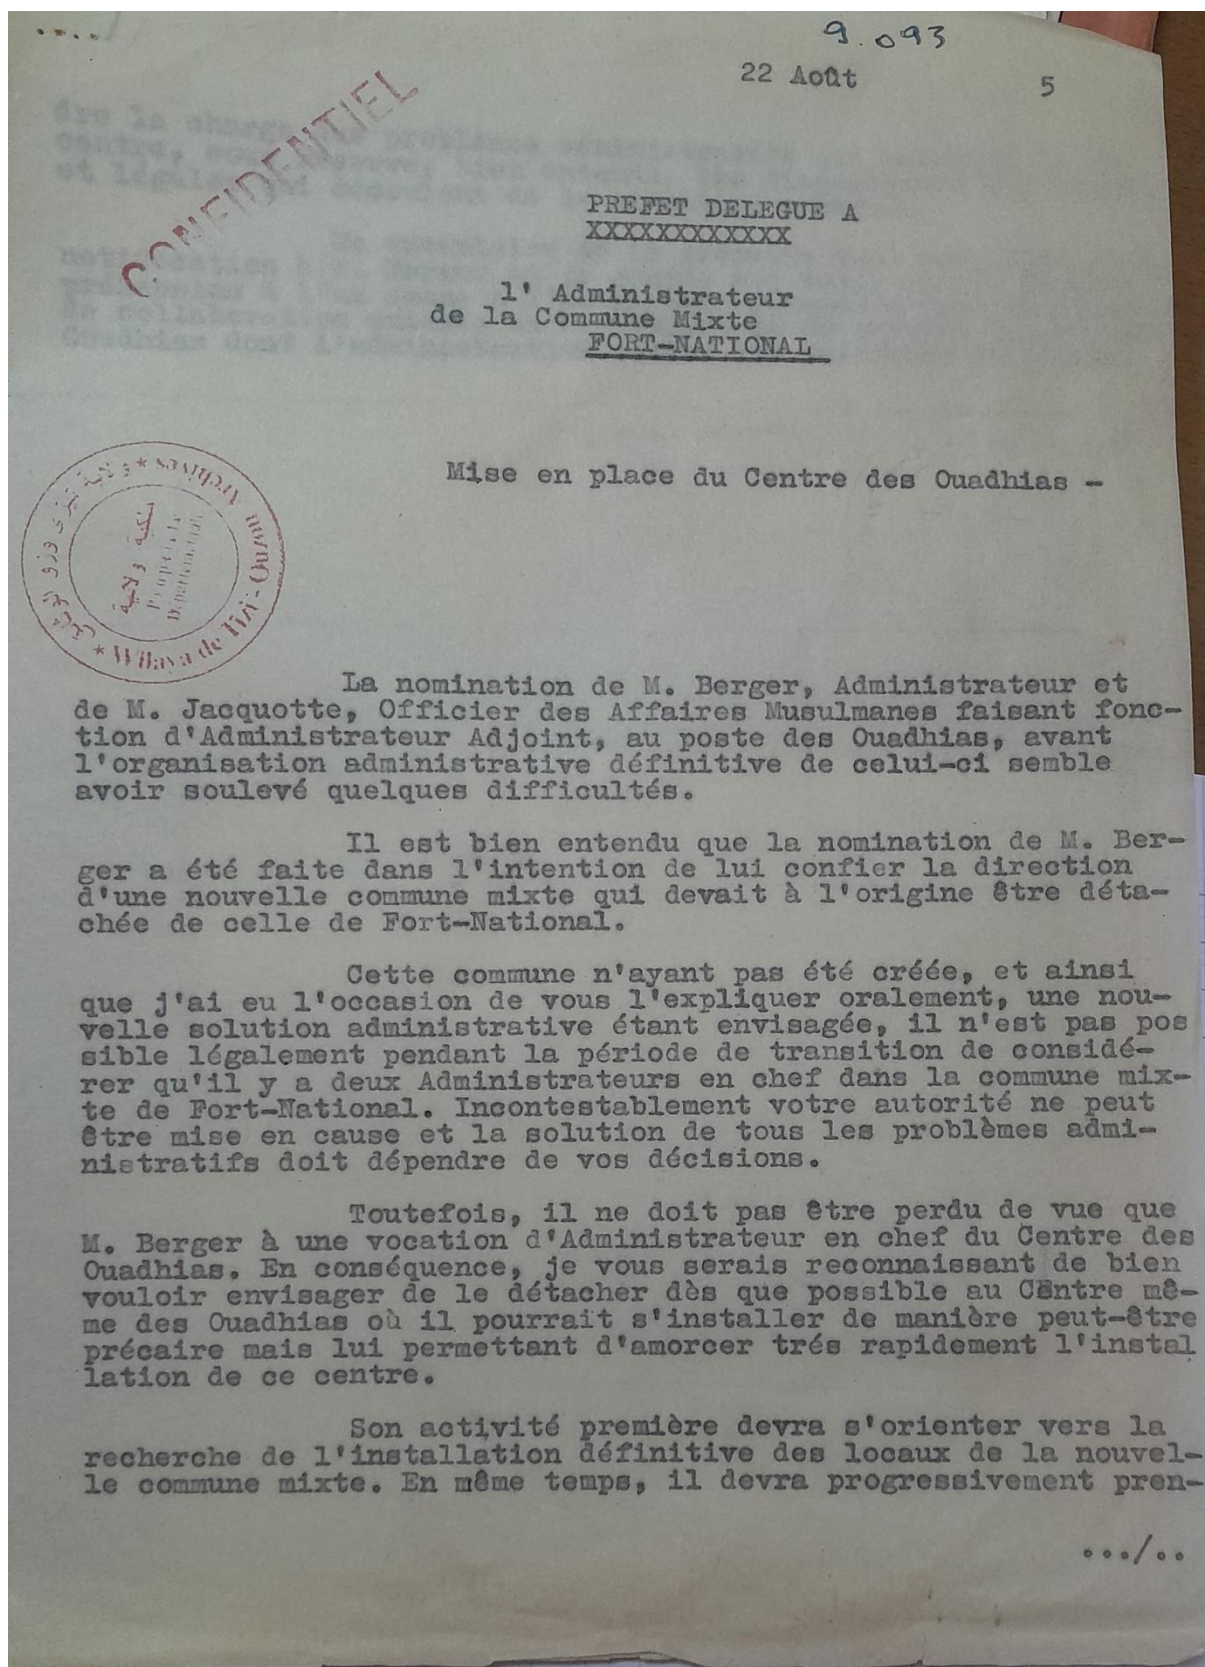 ..../
9.093
22 Août 5
CONFIDENTIEL
PREFET DELEGUE A
XXXXXXXXXXXX
l' Administrateur
de la Commune Mixte
FORT-NATIONAL
Mise en place du Centre des Ouadhias -
Wilaya de Tizi-Ouzou * Archives *
ملكية ولائية
Propriété
Départementale
La nomination de M. Berger, Administrateur et
de M. Jacquotte, Officier des Affaires Musulmanes faisant fonc-
tion d'Administrateur Adjoint, au poste des Ouadhias, avant
l'organisation administrative définitive de celui-ci semble
avoir soulevé quelques difficultés.
Il est bien entendu que la nomination de M. Ber-
ger a été faite dans l'intention de lui confier la direction
d'une nouvelle commune mixte qui devait à l'origine être déta-
chée de celle de Fort-National.
Cette commune n'ayant pas été créée, et ainsi
que j'ai eu l'occasion de vous l'expliquer oralement, une nou-
velle solution administrative étant envisagée, il n'est pas pos
sible légalement pendant la période de transition de considé-
rer qu'il y a deux Administrateurs en chef dans la commune mix-
te de Fort-National. Incontestablement votre autorité ne peut
être mise en cause et la solution de tous les problèmes admi-
nistratifs doit dépendre de vos décisions.
Toutefois, il ne doit pas être perdu de vue que
M. Berger à une vocation d'Administrateur en chef du Centre des
Ouadhias. En conséquence, je vous serais reconnaissant de bien
vouloir envisager de le détacher dès que possible au Centre mê-
me des Ouadhias où il pourrait s'installer de manière peut-être
précaire mais lui permettant d'amorcer trés rapidement l'instal
lation de ce centre.
Son activité première devra s'orienter vers la
recherche de l'installation définitive des locaux de la nouvel-
le commune mixte. En même temps, il devra progressivement pren-
.../..